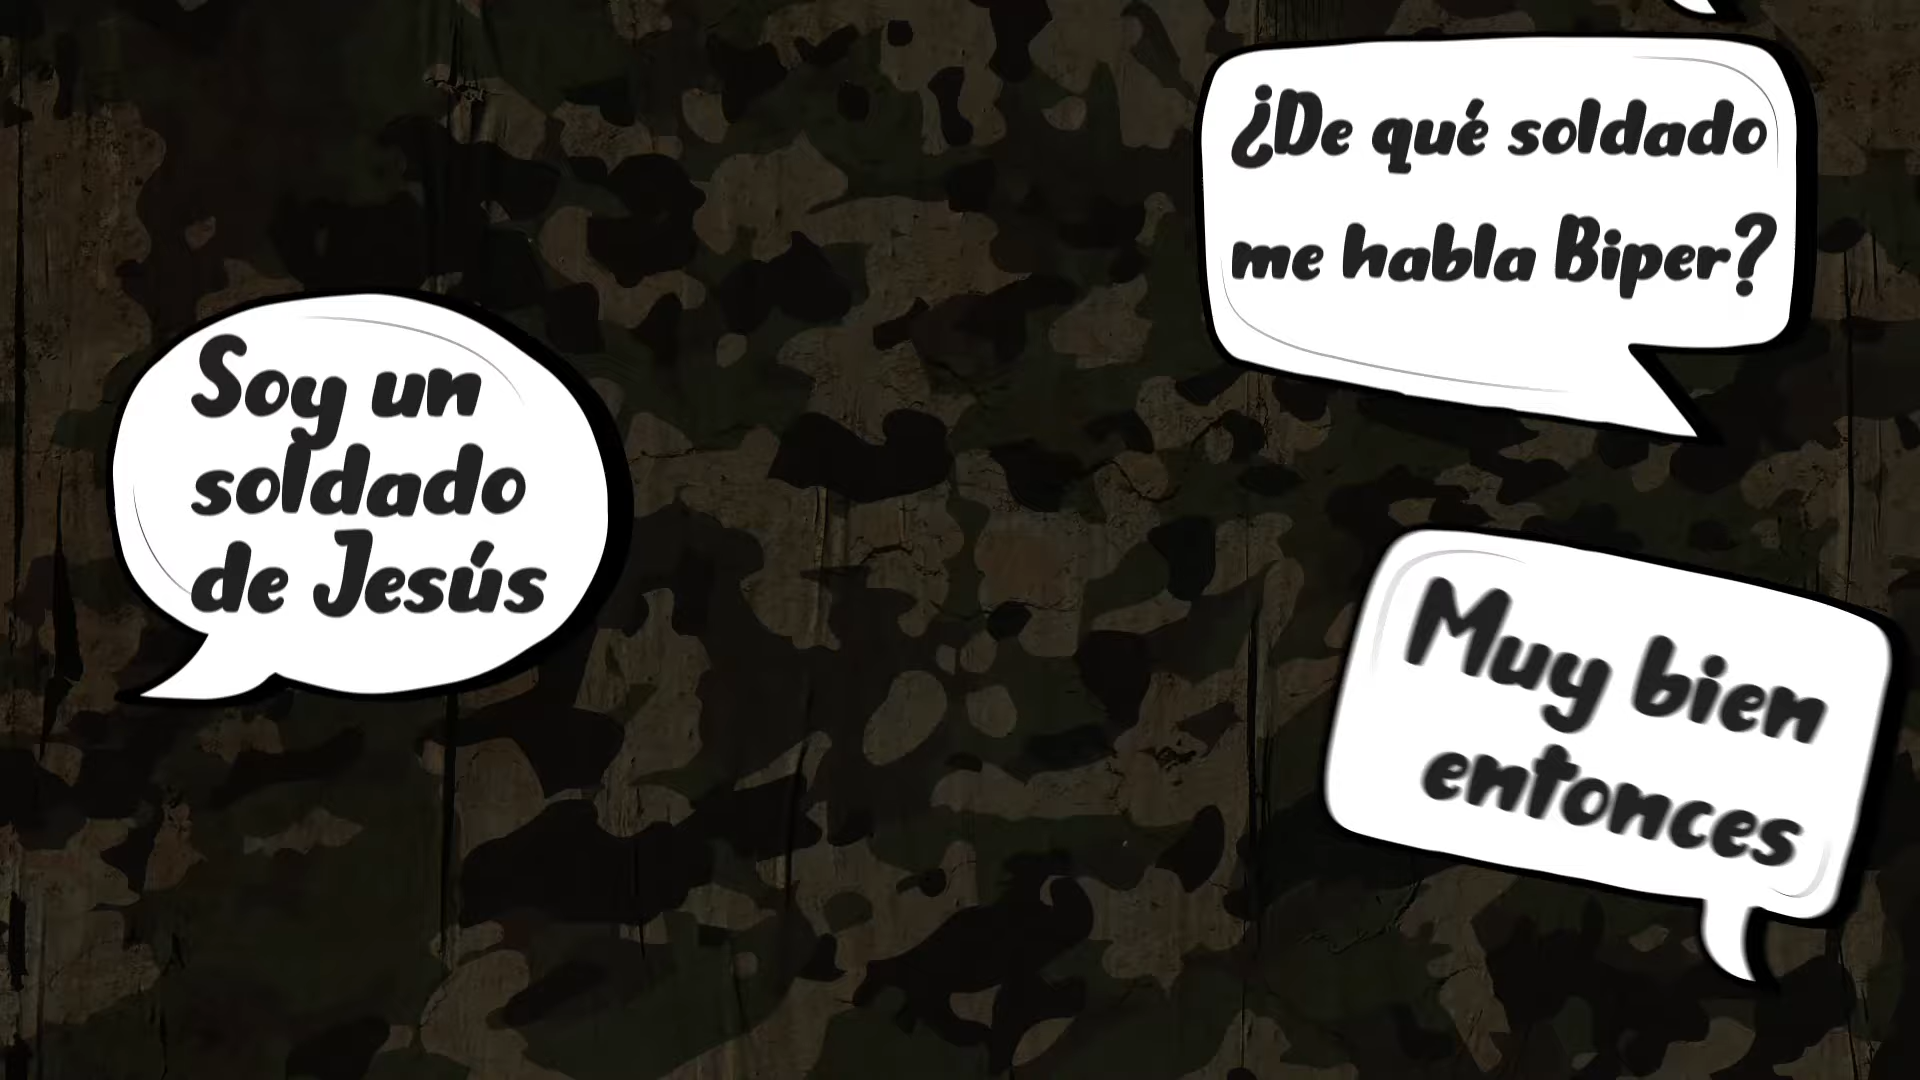 ¿De qué soldado
me habla Biper?
Soy un
soldado
de Jesús
Muy bien
entonces